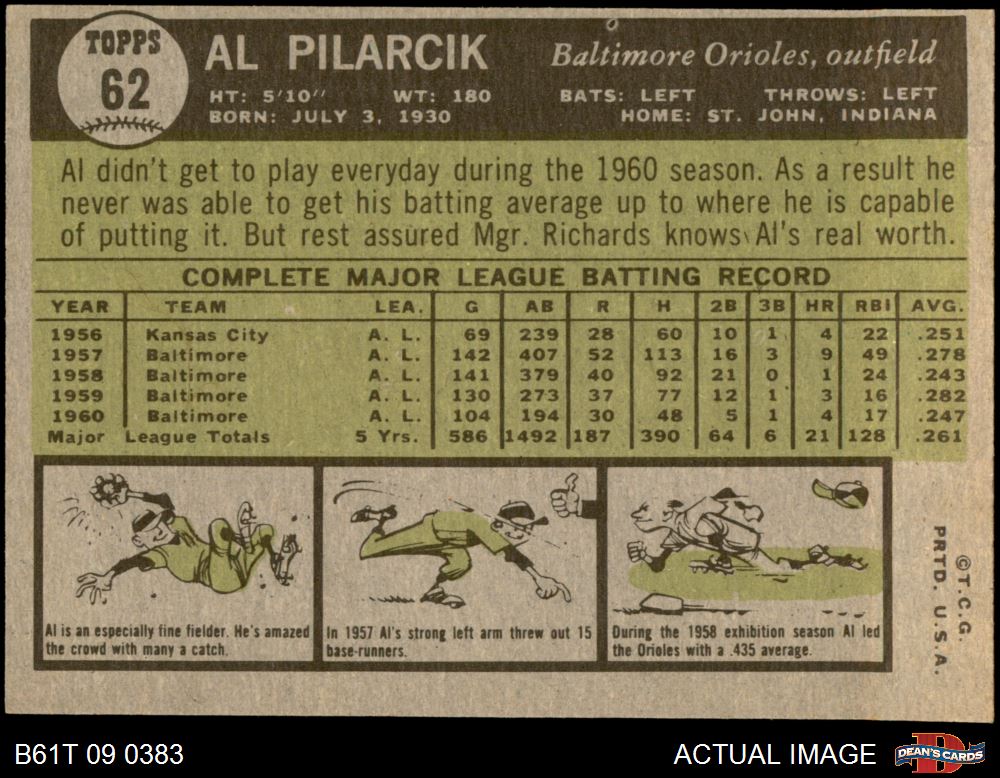 TOPPS
62
AL PILARCIK
Baltimore Orioles, outfield
HT: 5'10" WT: 180 BATS: LEFT THROWS: LEFT
BORN: JULY 3, 1930 HOME: ST. JOHN, INDIANA
Al didn't get to play everyday during the 1960 season. As a result he
never was able to get his batting average up to where he is capable
of putting it. But rest assured Mgr. Richards knows Al's real worth.
COMPLETE MAJOR LEAGUE BATTING RECORD
YEAR TEAM LEA. G AB R H 2B 3B HR RBI AVG.
1956 Kansas City A. L. 69 239 28 60 10 1 4 22 .251
1957 Baltimore A. L. 142 407 52 113 16 3 9 49 .278
1958 Baltimore A. L. 141 379 40 92 21 0 1 24 .243
1959 Baltimore A. L. 130 273 37 77 12 1 3 16 .282
1960 Baltimore A. L. 104 194 30 48 5 1 4 17 .247
Major League Totals 5 Yrs. 586 1492 187 390 64 6 21 128 .261
Al is an especially fine fielder. He's amazed
the crowd with many a catch.
In 1957 Al's strong left arm threw out 15
base-runners.
During the 1958 exhibition season Al led
the Orioles with a .435 average.
©T.C.G.
PRTD. U.S.A.
B61T 09 0383
ACTUAL IMAGE
DEAN'S CARDS